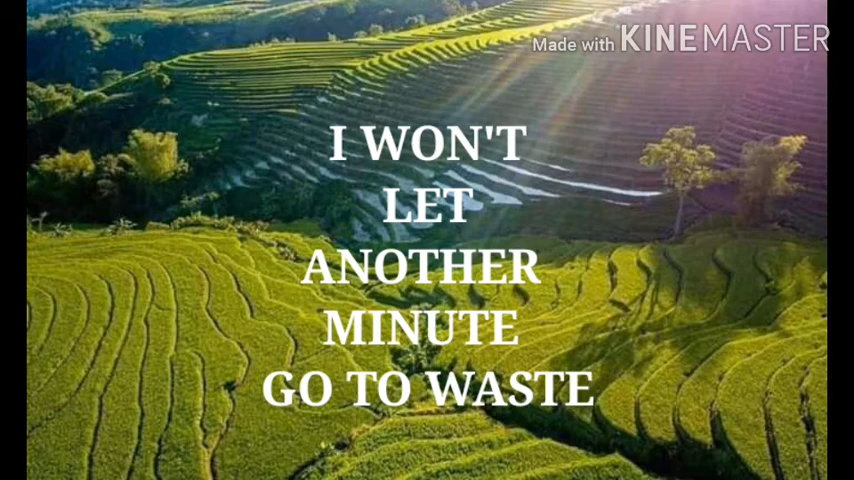 Made with KINEMASTER
I WON'T
LET
ANOTHER
MINUTE
GO TO WASTE